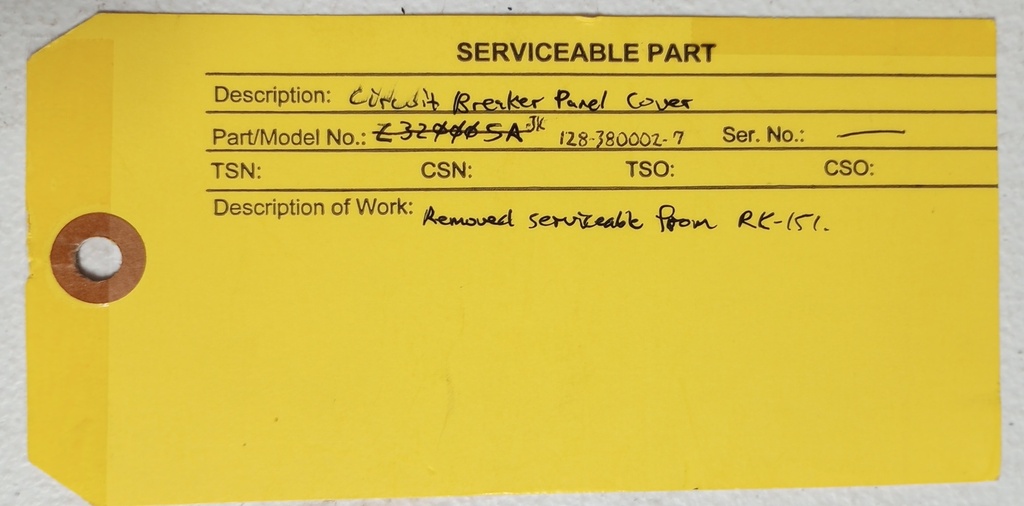 SERVICEABLE PART
Description: Circuit Breaker Panel Cover
Part/Model No.: JK 128-380002-7 Ser. No.: —
TSN: CSN: TSO: CSO:
Description of Work: Removed serviceable from RK-151.